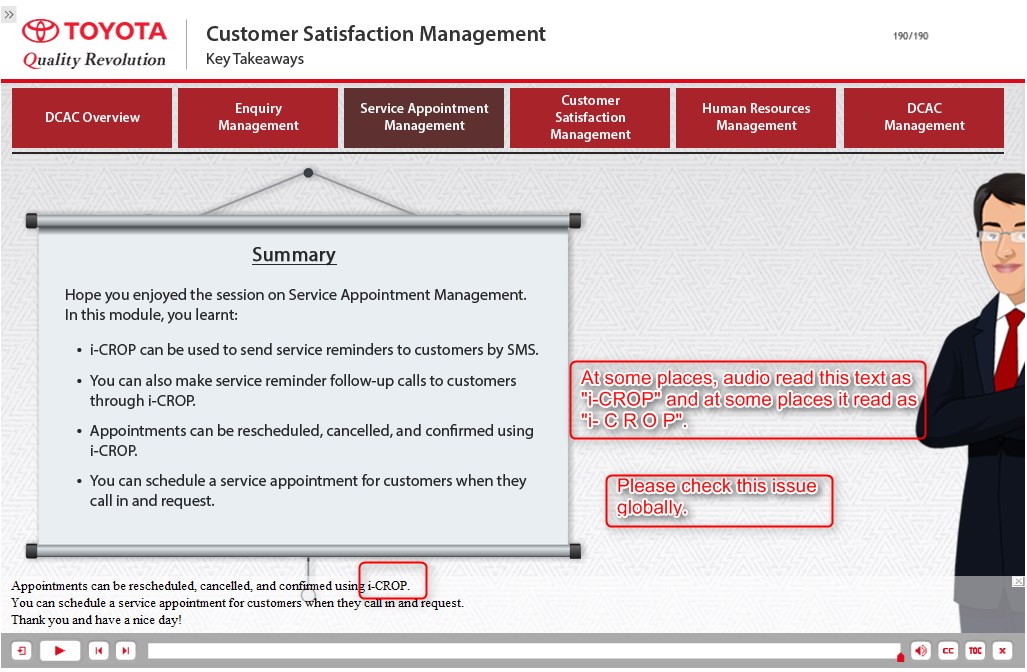 TOYOTA
Quality Revolution
Customer Satisfaction Management
Key Takeaways
190/190
DCAC Overview
Enquiry
Management
Service Appointment
Management
Customer
Satisfaction
Management
Human Resources
Management
DCAC
Management
Summary
Hope you enjoyed the session on Service Appointment Management.
In this module, you learnt:
• i-CROP can be used to send service reminders to customers by SMS.
• You can also make service reminder follow-up calls to customers
through i-CROP.
• Appointments can be rescheduled, cancelled, and confirmed using
i-CROP.
• You can schedule a service appointment for customers when they
call in and request.
At some places, audio read this text as
"i-CROP" and at some places it read as
"i- C R O P".
Please check this issue
globally.
Appointments can be rescheduled, cancelled, and confirmed using i-CROP.
You can schedule a service appointment for customers when they call in and request.
Thank you and have a nice day!
CC
TOC